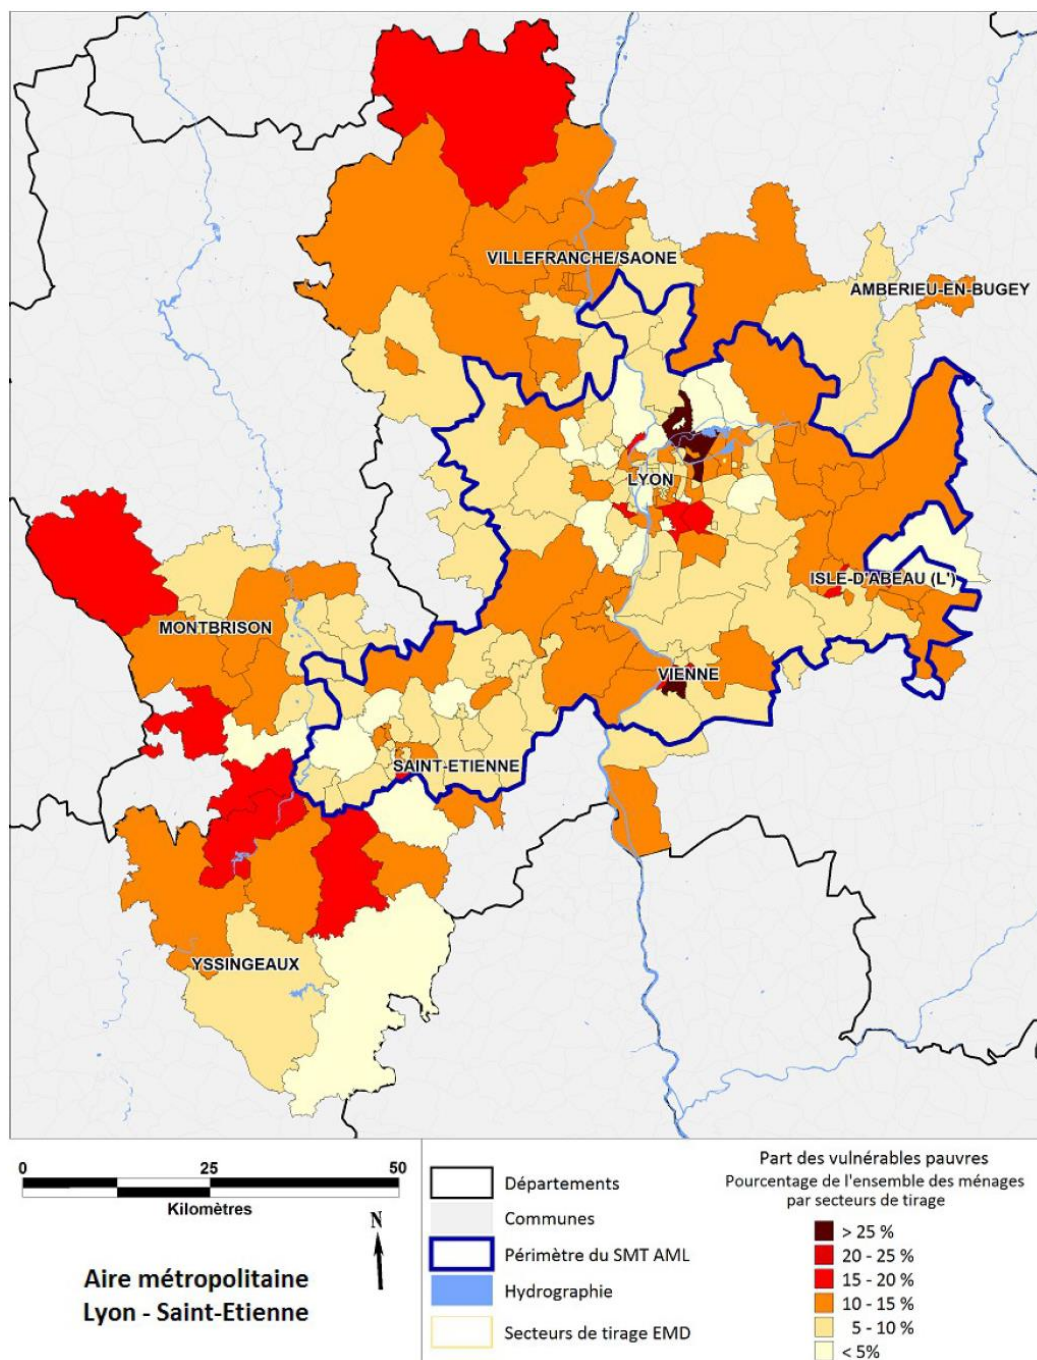 VILLEFRANCHE/SAONE
AMBERIEU-EN-BUGEY
LYON
ISLE-D'ABEAU (L')
MONTBRISON
VIENNE
SAINT-ETIENNE
YSSINGEAUX
0 25 50
Kilomètres
N
Aire métropolitaine
Lyon - Saint-Etienne
Départements
Communes
Périmètre du SMT AML
Hydrographie
Secteurs de tirage EMD
Part des vulnérables pauvres
Pourcentage de l'ensemble des ménages
par secteurs de tirage
> 25 %
20 - 25 %
15 - 20 %
10 - 15 %
5 - 10 %
< 5%